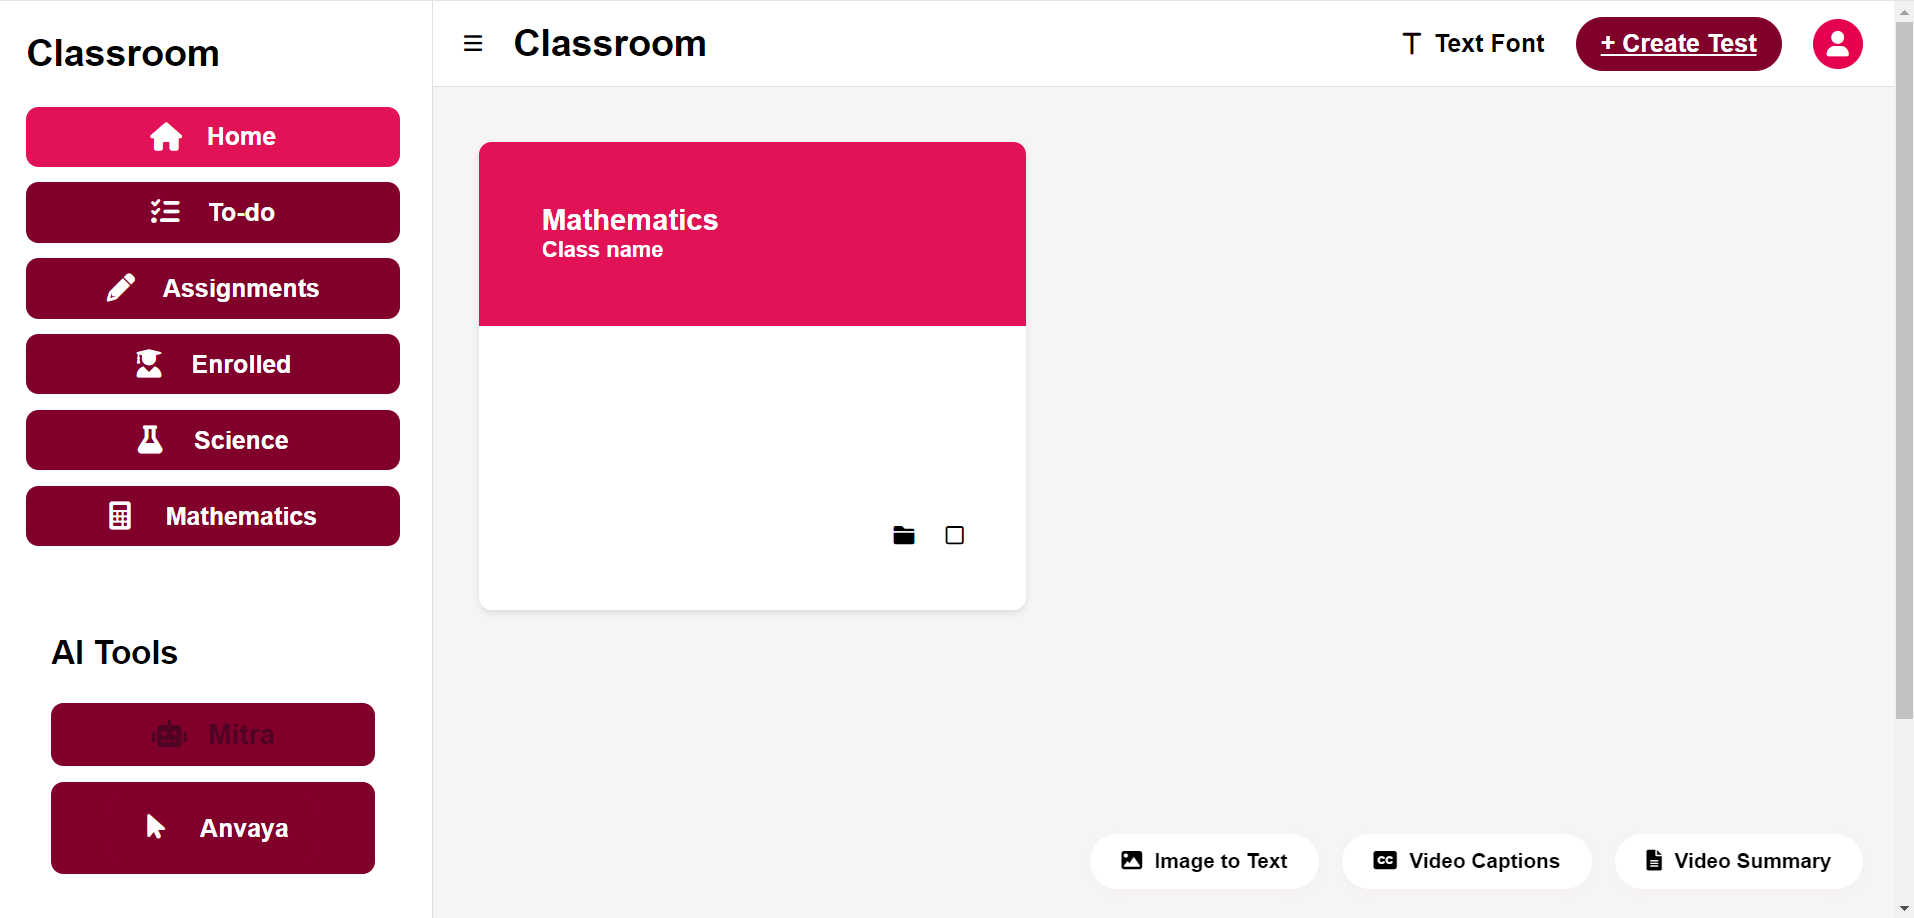 Classroom
Home
To-do
Assignments
Enrolled
Science
Mathematics
AI Tools
Mitra
Anvaya
Classroom
Text Font
+ Create Test
Mathematics
Class name
Image to Text
CC Video Captions
Video Summary